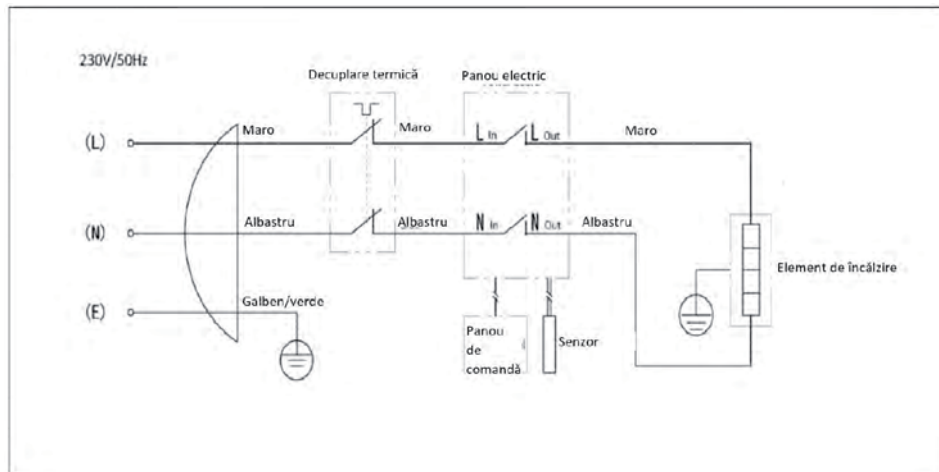 230V/50Hz
Decuplare termică
Panou electric
(L)
Maro
Maro
L In
L Out
Maro
(N)
Albastru
Albastru
N In
N Out
Albastru
Element de încălzire
(E)
Galben/verde
Panou
de
comandă
Senzor